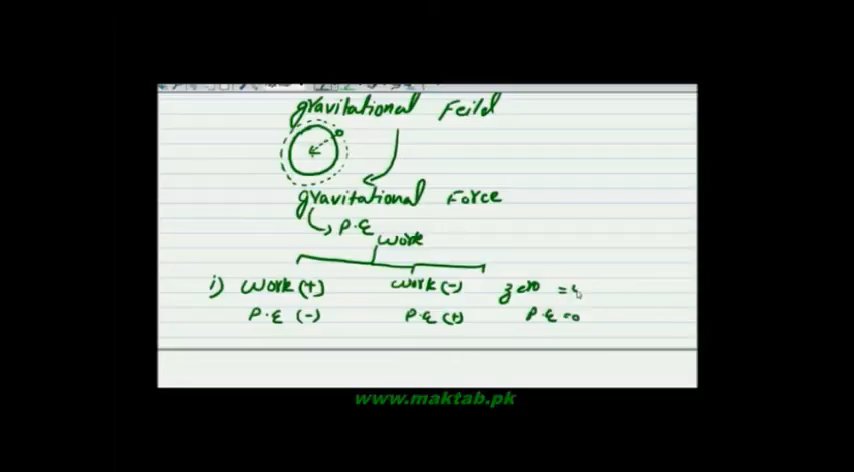 gravitational Feild
gravitational Force
P.E
Work
i) Work (+) Work (-) zero =
P.E (-) P.E (+) P.E =0
www.maktab.pk